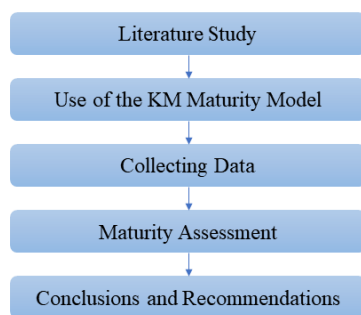 Literature Study
Use of the KM Maturity Model
Collecting Data
Maturity Assessment
Conclusions and Recommendations